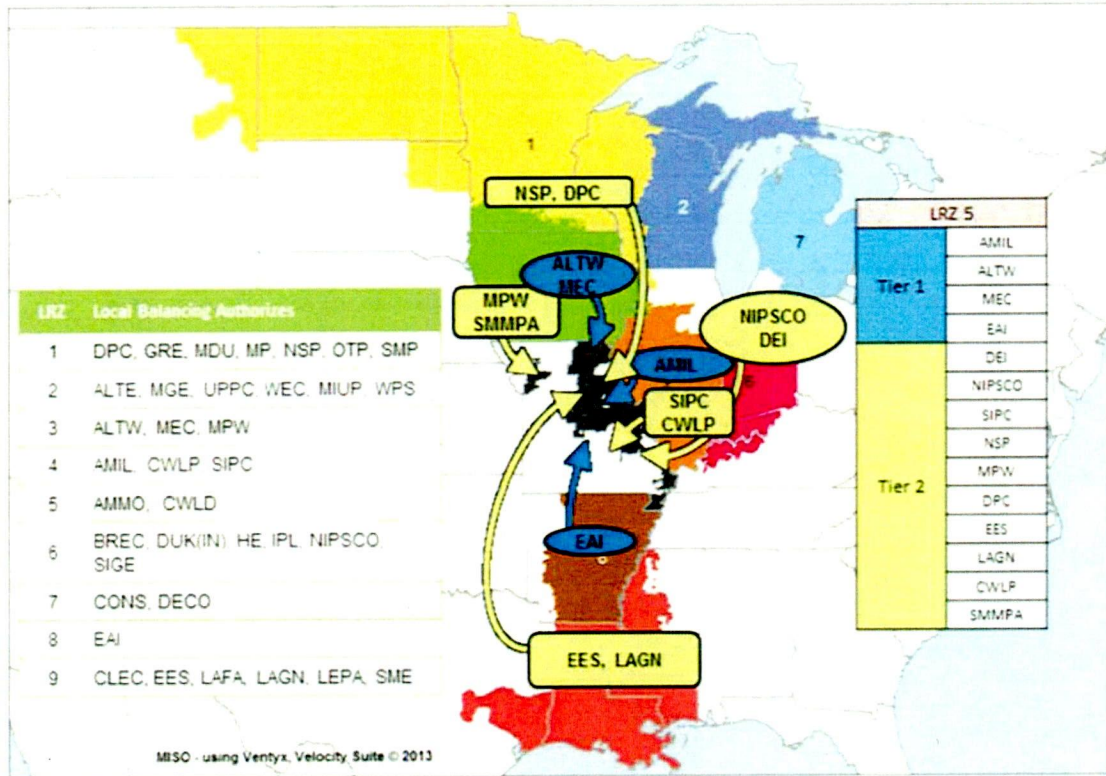 1
NSP, DPC
2
7
ALTW
MEC
MPW
SMMPA
NIPSCO
DEI
AMIL
6
SIPC
CWLP
EAI
EES, LAGN
LRZ Local Balancing Authorizes
1 DPC, GRE, MDU, MP, NSP, OTP, SMP
2 ALTE, MGE, UPPC, WEC, MIUP, WPS
3 ALTW, MEC, MPW
4 AMIL, CWLP, SIPC
5 AMMO, CWLD
6 BREC, DUK(IN), HE, IPL, NIPSCO,
SIGE
7 CONS, DECO
8 EAI
9 CLEC, EES, LAFA, LAGN, LEPA, SME
LRZ 5
Tier 1
AMIL
ALTW
MEC
EAI
Tier 2
DEI
NIPSCO
SIPC
NSP
MPW
DPC
EES
LAGN
CWLP
SMMPA
MISO - using Ventyx, Velocity Suite © 2013